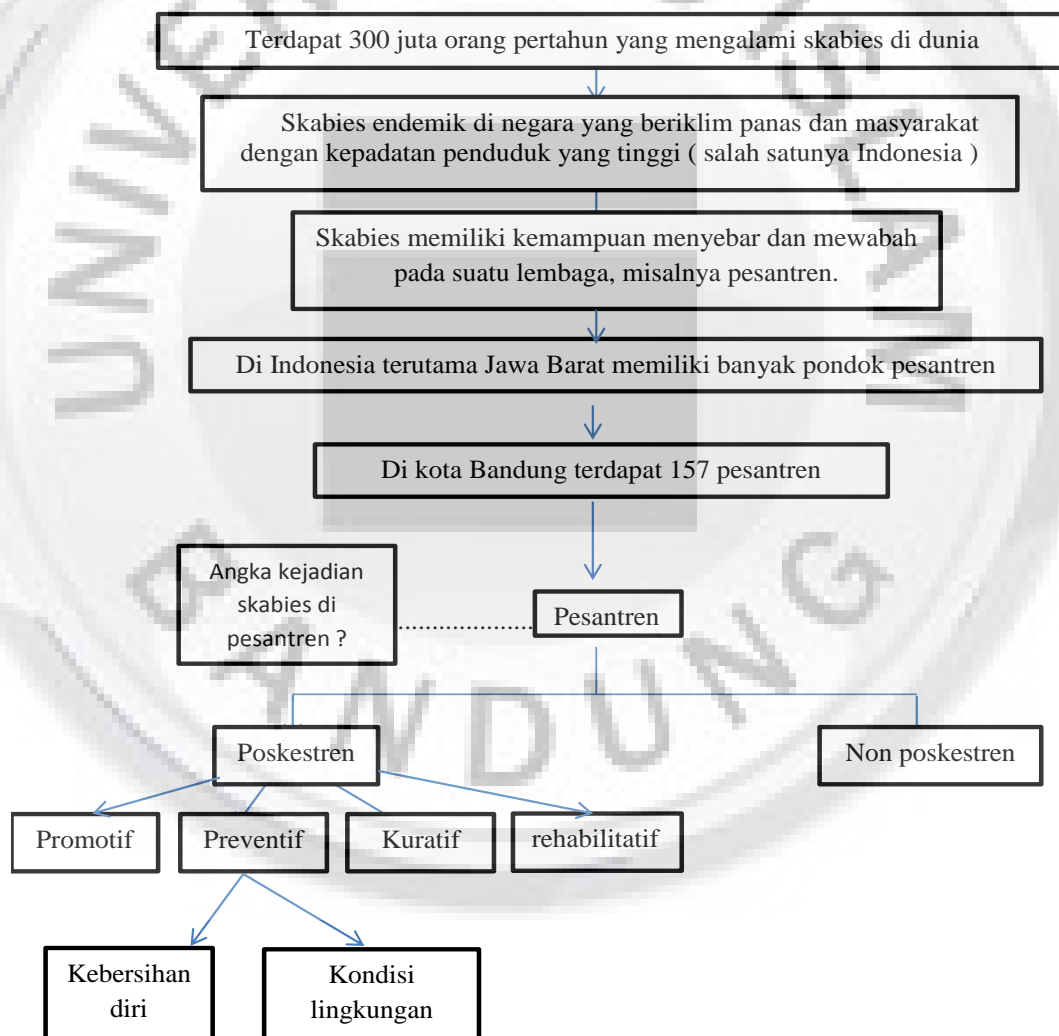 Terdapat 300 juta orang pertahun yang mengalami skabies di dunia
Skabies endemik di negara yang beriklim panas dan masyarakat
dengan kepadatan penduduk yang tinggi ( salah satunya Indonesia )
Skabies memiliki kemampuan menyebar dan mewabah
pada suatu lembaga, misalnya pesantren.
Di Indonesia terutama Jawa Barat memiliki banyak pondok pesantren
Di kota Bandung terdapat 157 pesantren
Angka kejadian
skabies di
pesantren ?
....................
Pesantren
Poskestren
Non poskestren
Promotif
Preventif
Kuratif
rehabilitatif
Kebersihan
diri
Kondisi
lingkungan
BANDUNG